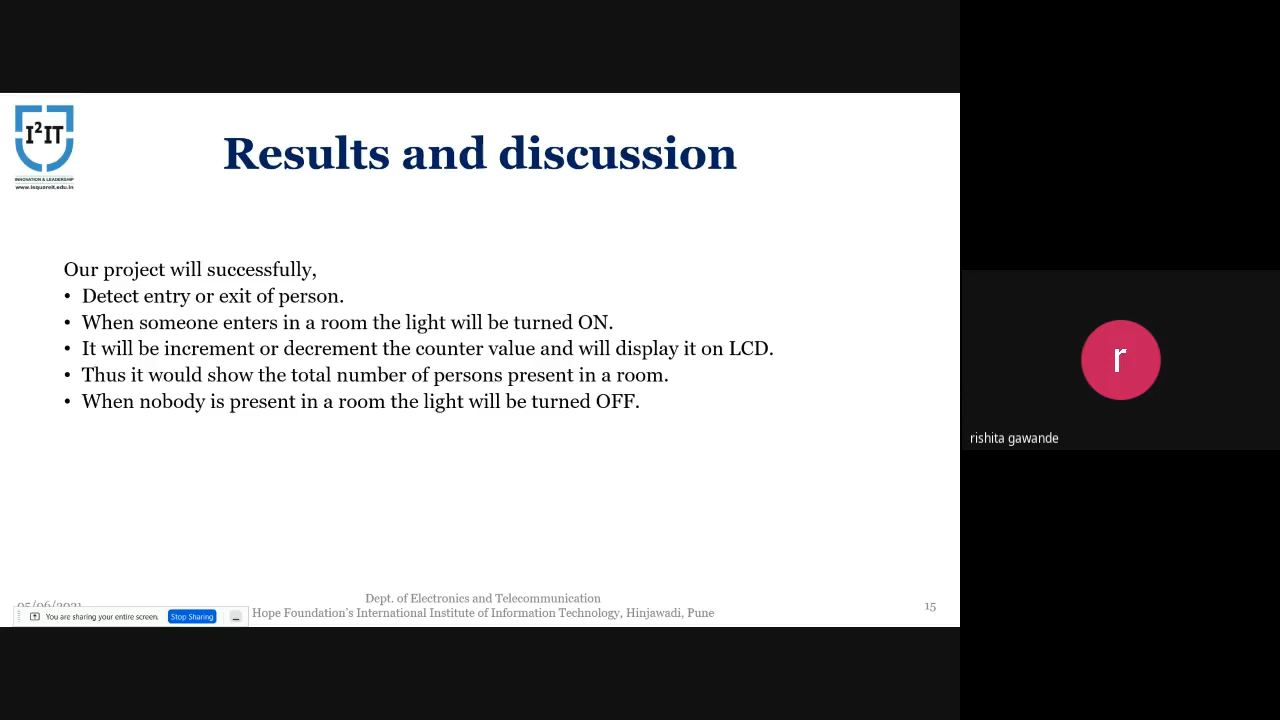 I²IT
INNOVATION & LEADERSHIP
www.isquareit.edu.in
Results and discussion
Our project will successfully,
• Detect entry or exit of person.
• When someone enters in a room the light will be turned ON.
• It will be increment or decrement the counter value and will display it on LCD.
• Thus it would show the total number of persons present in a room.
• When nobody is present in a room the light will be turned OFF.
r
rishita gawande
05/06/2021
You are sharing your entire screen.
Stop Sharing
Dept. of Electronics and Telecommunication
Hope Foundation's International Institute of Information Technology, Hinjawadi, Pune
15